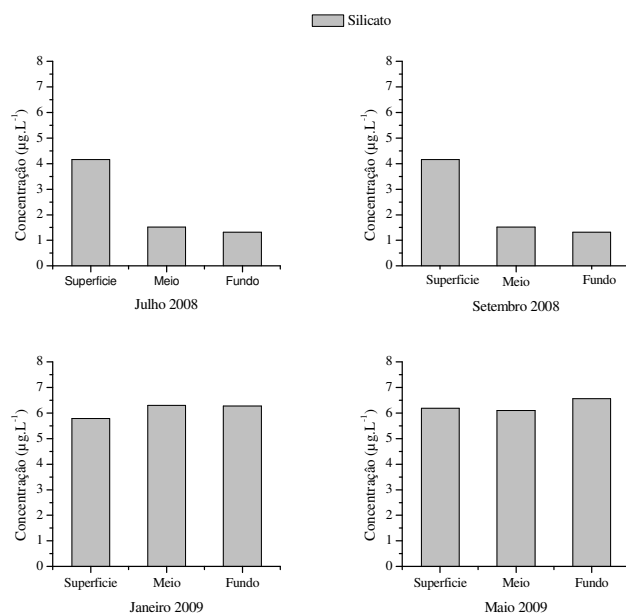 Silicato
Concentração (µg.L⁻¹)
8
7
6
5
4
3
2
1
0
Superficie Meio Fundo
Julho 2008
Concentração (µg.L⁻¹)
8
7
6
5
4
3
2
1
0
Superficie Meio Fundo
Setembro 2008
Concentração (µg.L⁻¹)
8
7
6
5
4
3
2
1
0
Superficie Meio Fundo
Janeiro 2009
Concentração (µg.L⁻¹)
8
7
6
5
4
3
2
1
0
Superficie Meio Fundo
Maio 2009